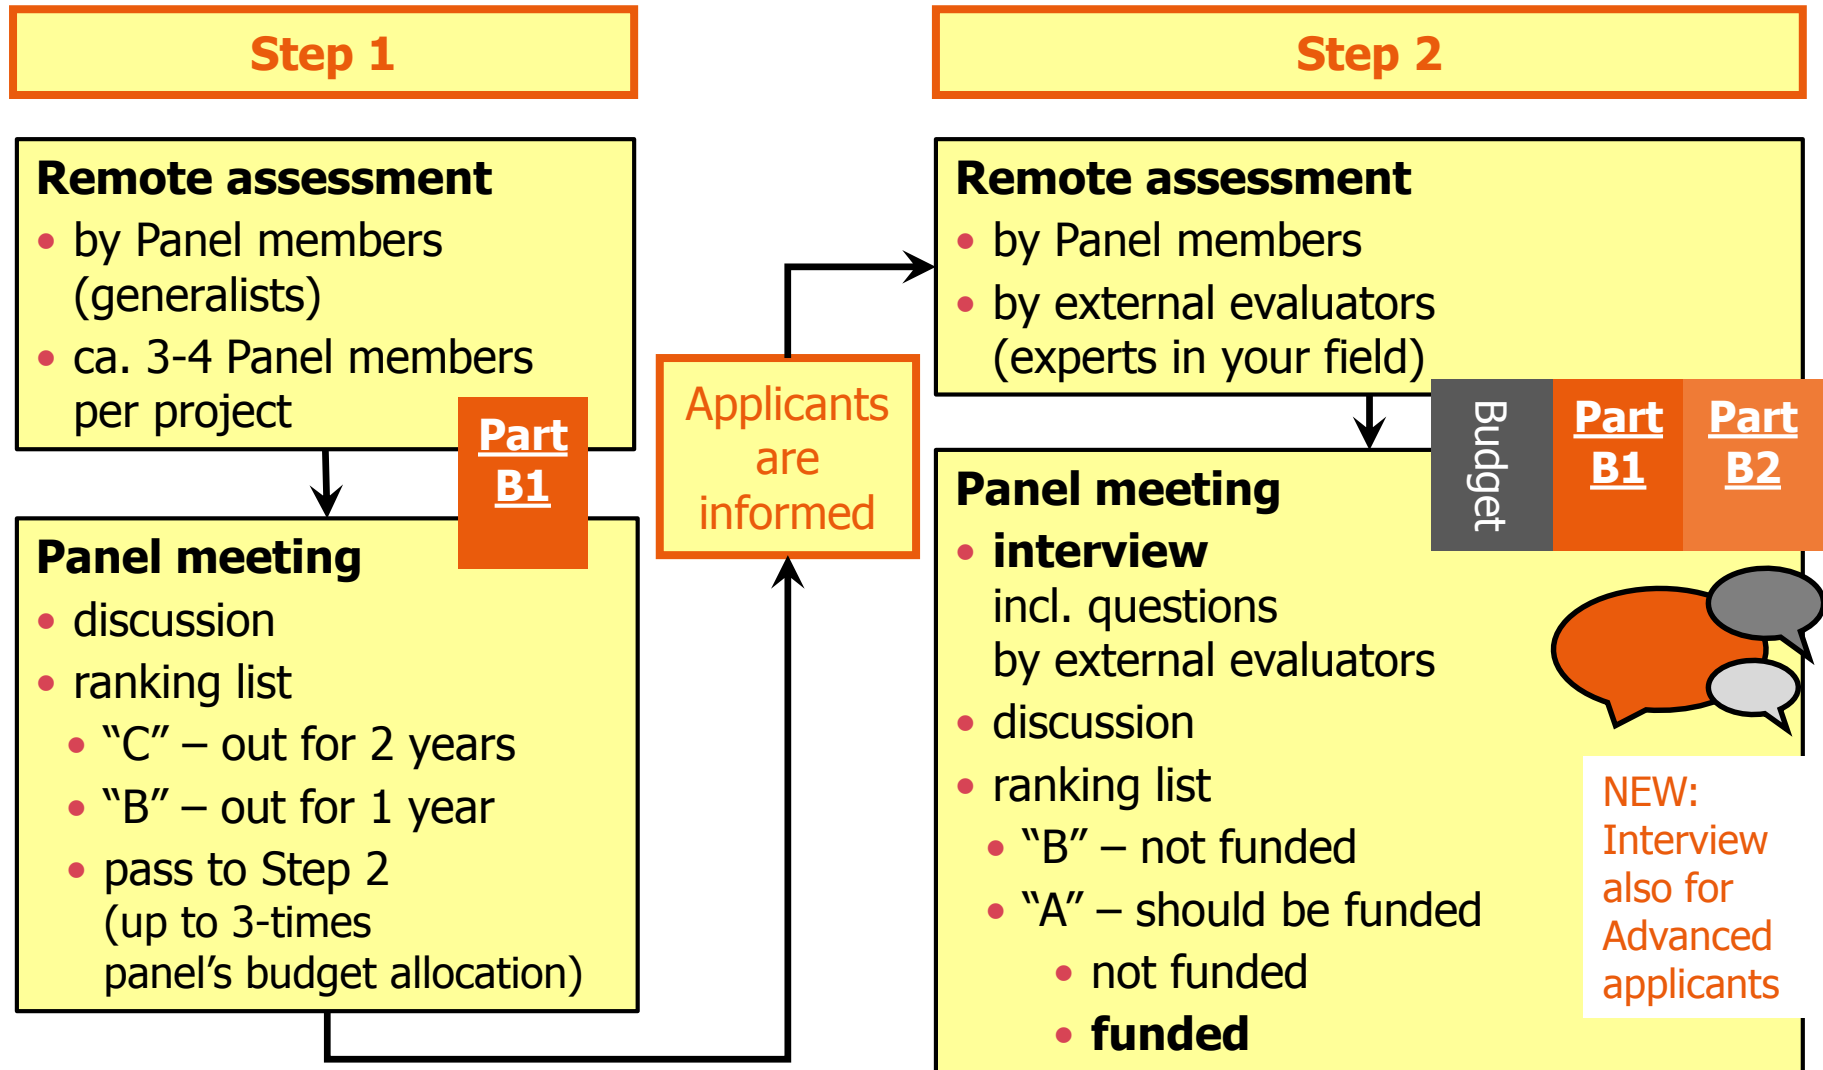 Step 1
Remote assessment
• by Panel members
(generalists)
• ca. 3-4 Panel members
per project
Part
B1
Panel meeting
• discussion
• ranking list
• “C” – out for 2 years
• “B” – out for 1 year
• pass to Step 2
(up to 3-times
panel’s budget allocation)
Applicants
are
informed
Step 2
Remote assessment
• by Panel members
• by external evaluators
(experts in your field)
Budget
Part
B1
Part
B2
Panel meeting
• interview
incl. questions
by external evaluators
• discussion
• ranking list
• “B” – not funded
• “A” – should be funded
• not funded
• funded
NEW:
Interview
also for
Advanced
applicants